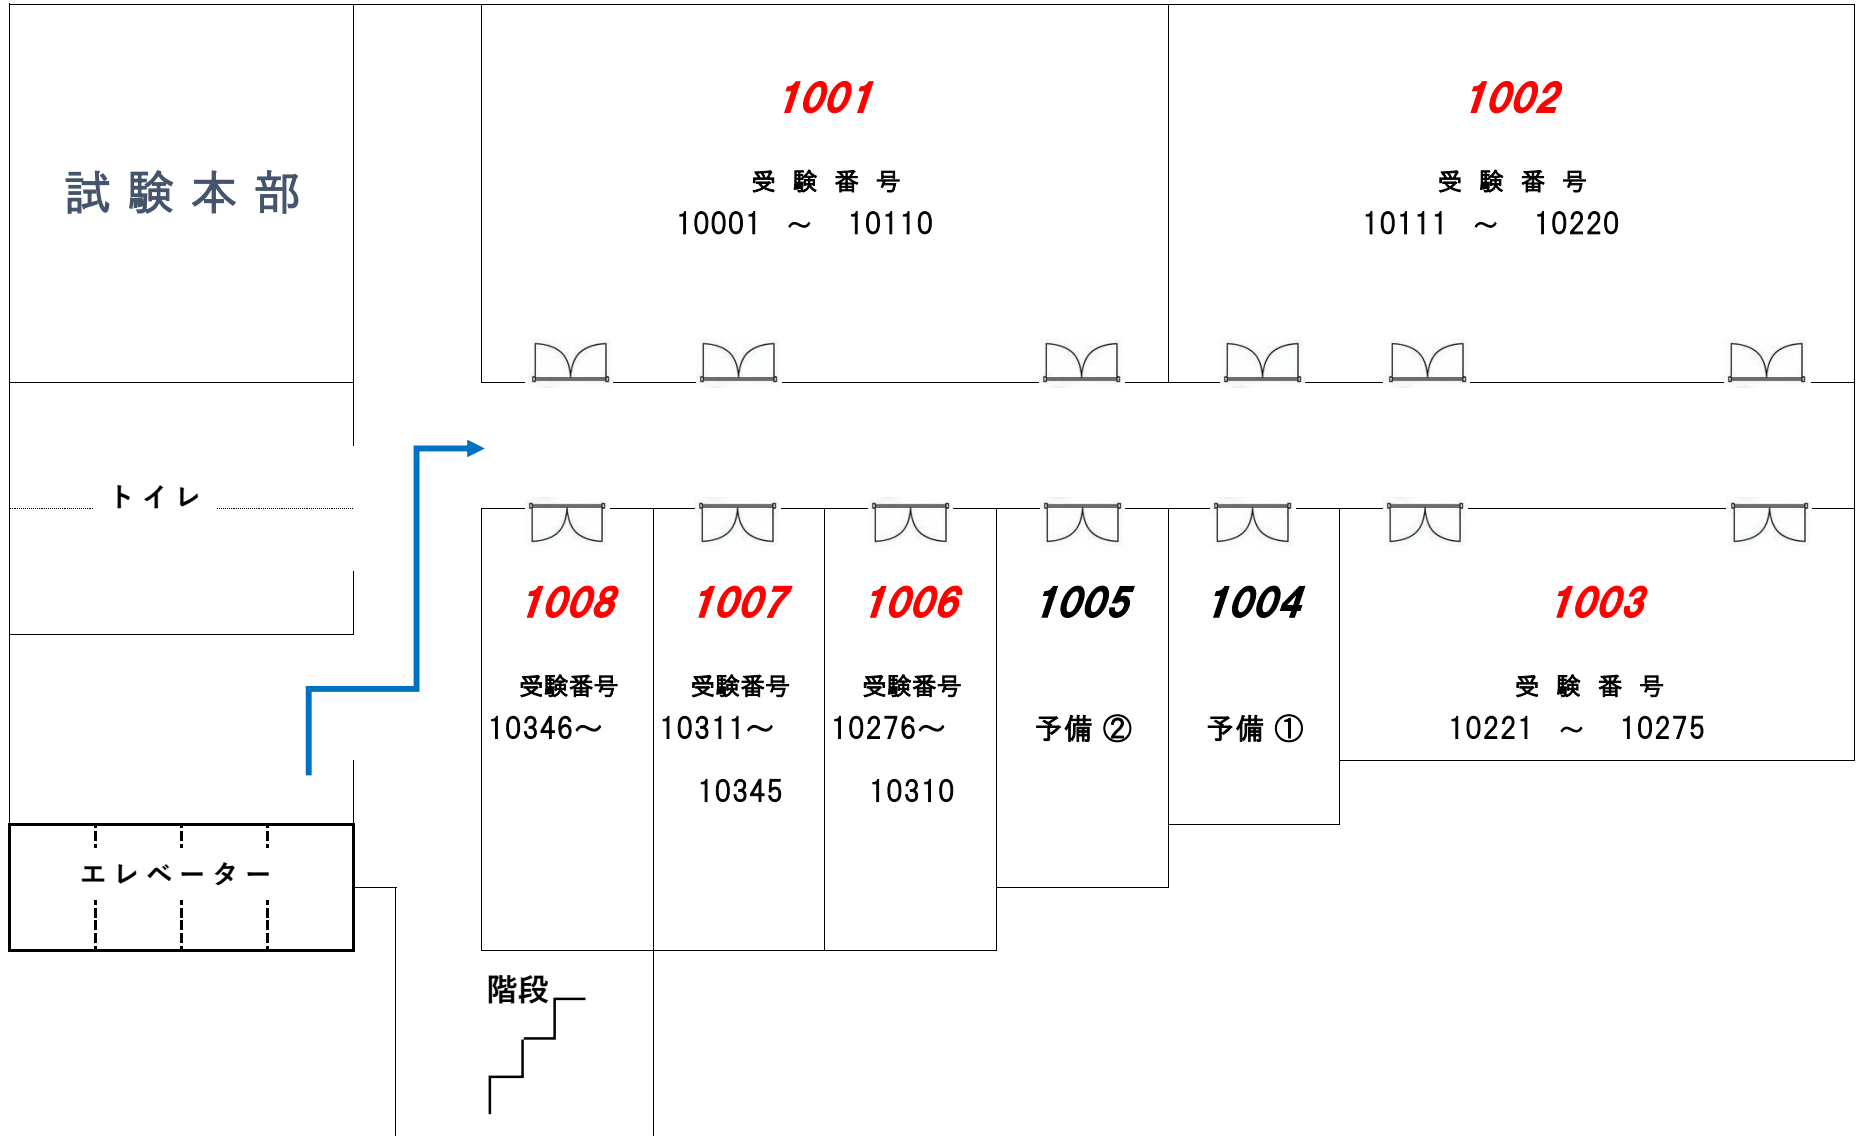 1001
1002
試験本部
受験番号
受験番号
10001 ～ 10110
10111 ～ 10220
トイレ
1008
1007
1006
1005
1004
1003
受験番号
受験番号
受験番号
受験番号
10346～
10311～
10276～
予備 ②
予備 ①
10221 ～ 10275
10345
10310
エレベーター
階段